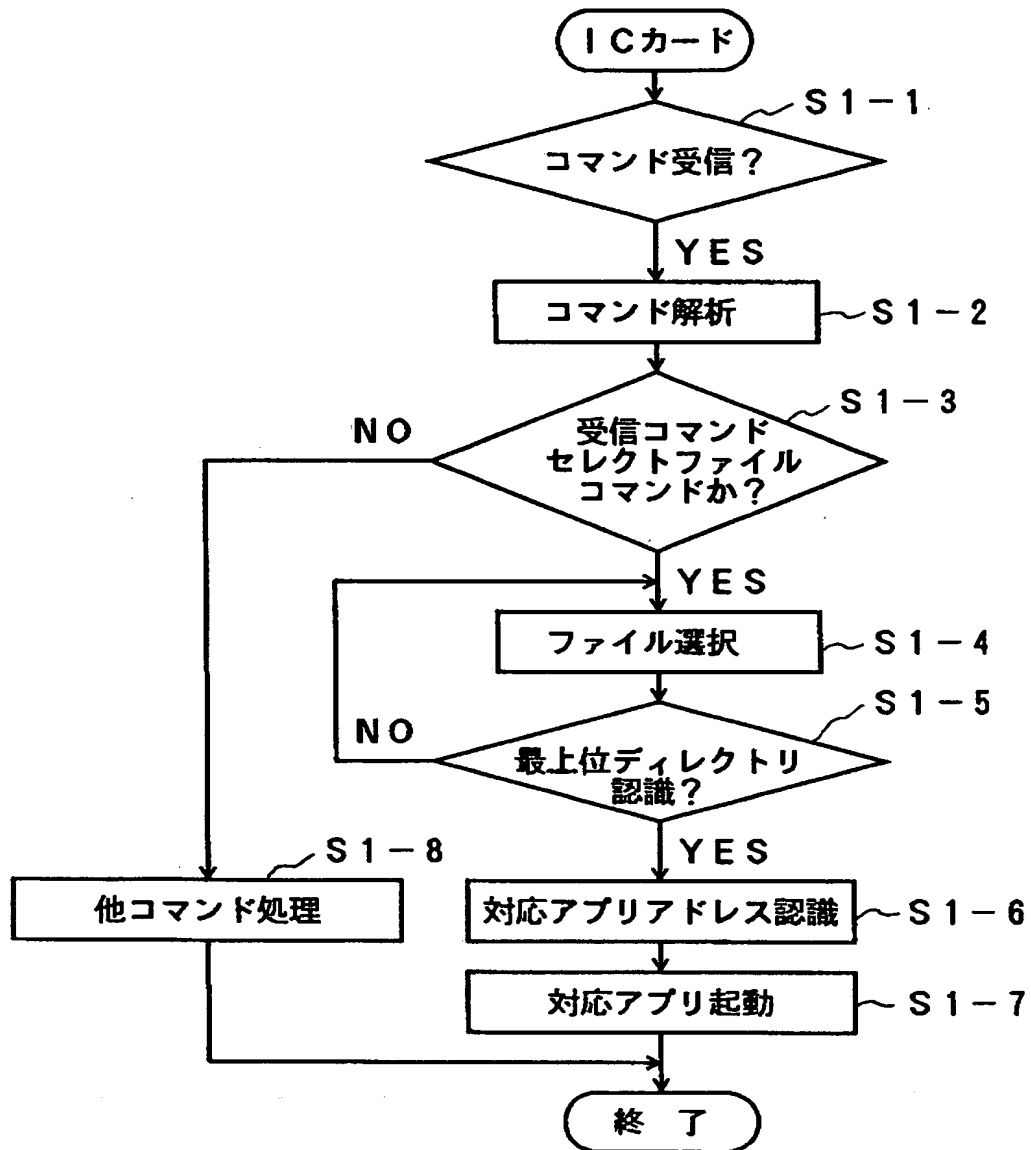 ICカード
S1-1
コマンド受信?
YES
コマンド解析
S1-2
S1-3
NO
受信コマンド
セレクトファイル
コマンドか?
YES
ファイル選択
S1-4
S1-5
NO
最上位ディレクトリ
認識?
YES
S1-8
他コマンド処理
対応アプリアドレス認識
S1-6
対応アプリ起動
S1-7
終 了